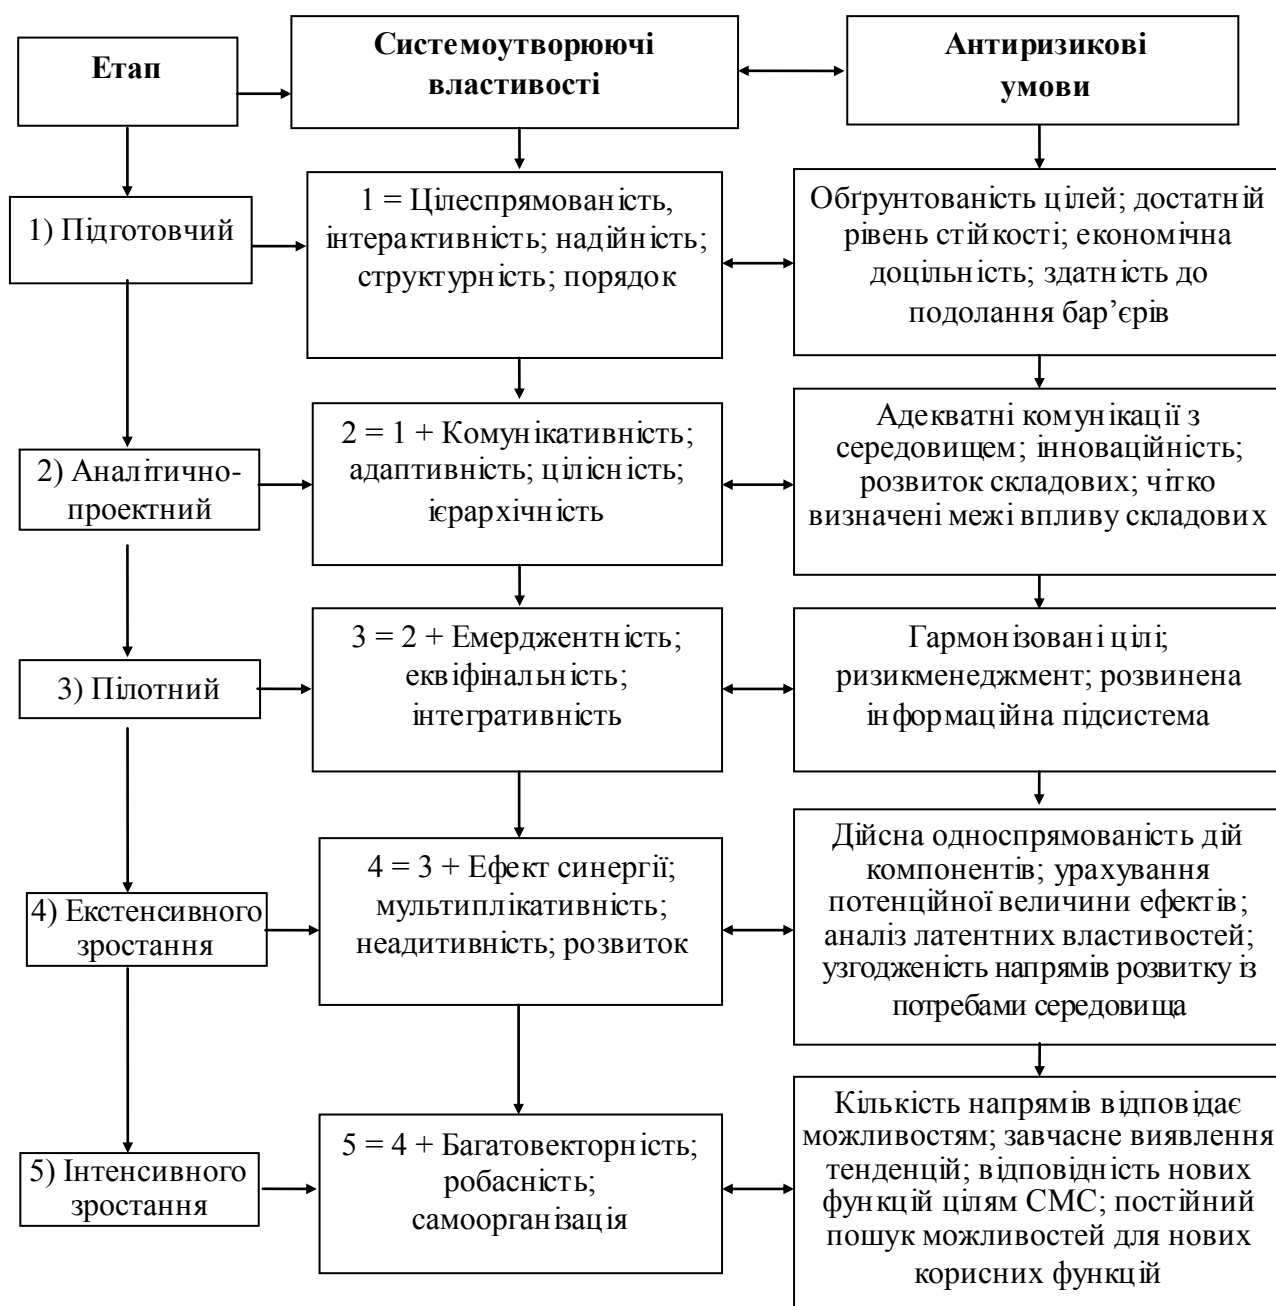 Етап
Системоутворюючі
властивості
Антиризикові
умови
1) Підготовчий
1 = Цілеспрямованість,
інтерактивність; надійність;
структурність; порядок
Обґрунтованість цілей; достатній
рівень стійкості; економічна
доцільність; здатність до
подолання бар’єрів
2) Аналітично-
проектний
2 = 1 + Комунікативність;
адаптивність; цілісність;
ієрархічність
Адекватні комунікації з
середовищем; інноваційність;
розвиток складових; чітко
визначені межі впливу складових
3) Пілотний
3 = 2 + Емерджентність;
еквіфінальність;
інтегративність
Гармонізовані цілі;
ризикменеджмент; розвинена
інформаційна підсистема
4) Екстенсивного
зростання
4 = 3 + Ефект синергії;
мультиплікативність;
неадитивність; розвиток
Дійсна односпрямованість дій
компонентів; урахування
потенційної величини ефектів;
аналіз латентних властивостей;
узгодженість напрямів розвитку із
потребами середовища
5) Інтенсивного
зростання
5 = 4 + Багатовекторність;
робасність;
самоорганізація
Кількість напрямів відповідає
можливостям; завчасне виявлення
тенденцій; відповідність нових
функцій цілям СМС; постійний
пошук можливостей для нових
корисних функцій